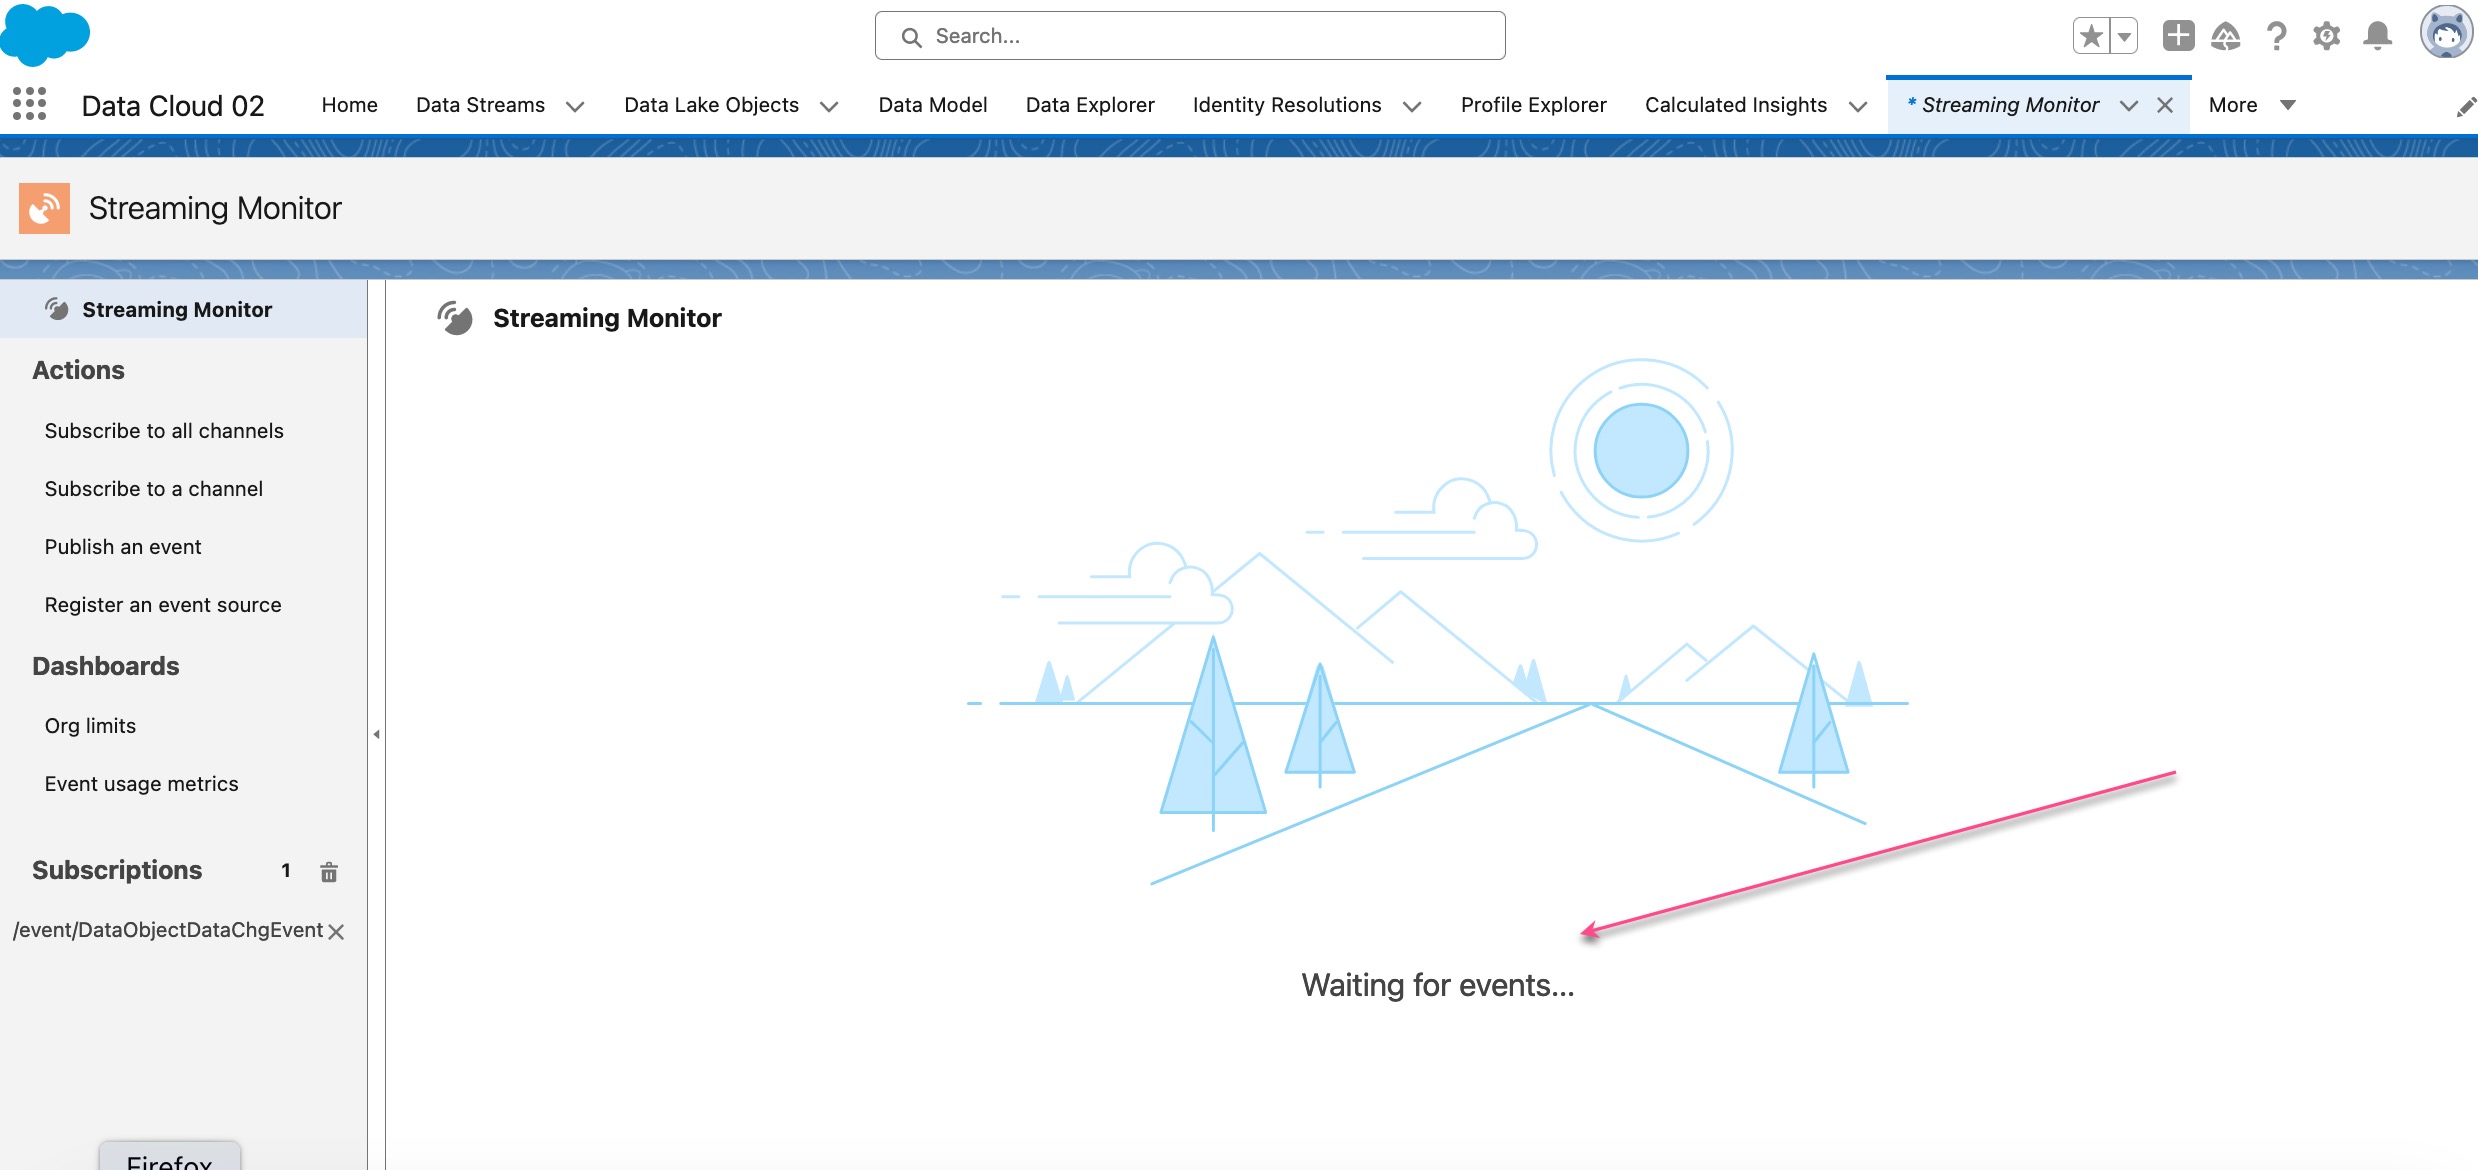 Search...
Data Cloud 02
Home
Data Streams
Data Lake Objects
Data Model
Data Explorer
Identity Resolutions
Profile Explorer
Calculated Insights
* Streaming Monitor
More
Streaming Monitor
Streaming Monitor
Actions
Subscribe to all channels
Subscribe to a channel
Publish an event
Register an event source
Dashboards
Org limits
Event usage metrics
Subscriptions 1
/event/DataObjectDataChgEvent
Firefox
Streaming Monitor
Waiting for events...